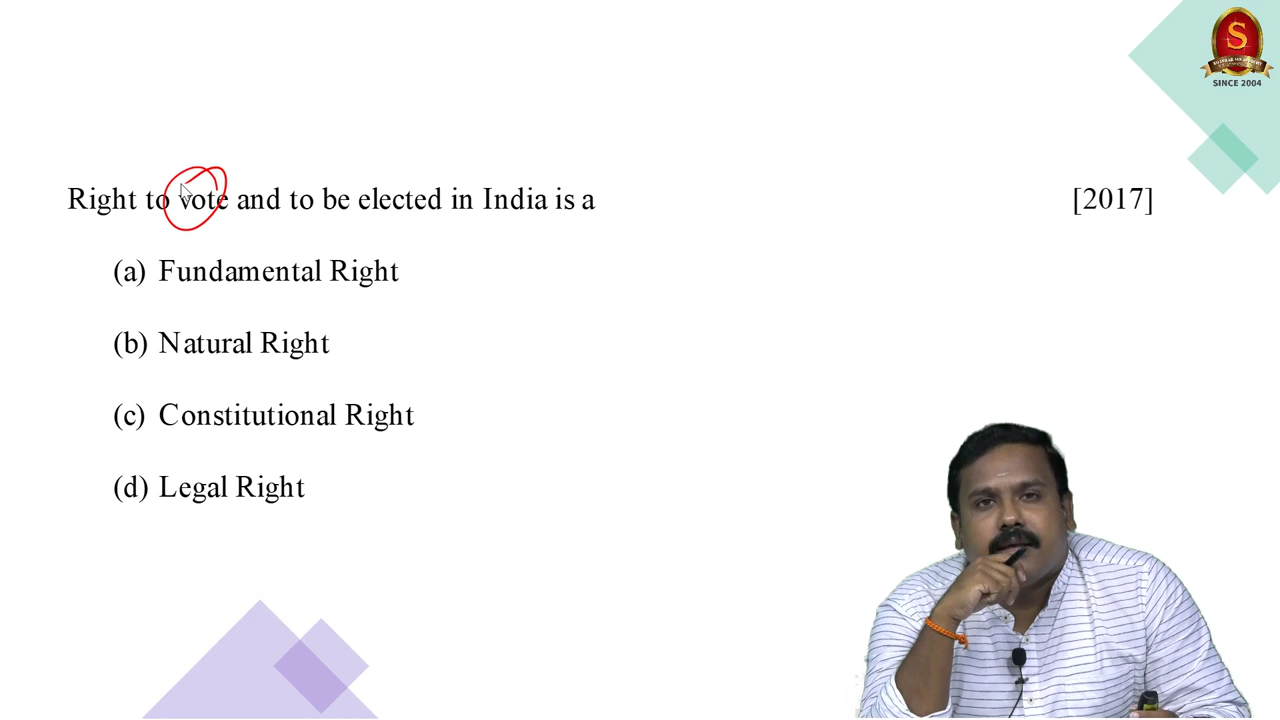 S
SINCE 2004
Right to vote and to be elected in India is a [2017]
(a) Fundamental Right
(b) Natural Right
(c) Constitutional Right
(d) Legal Right